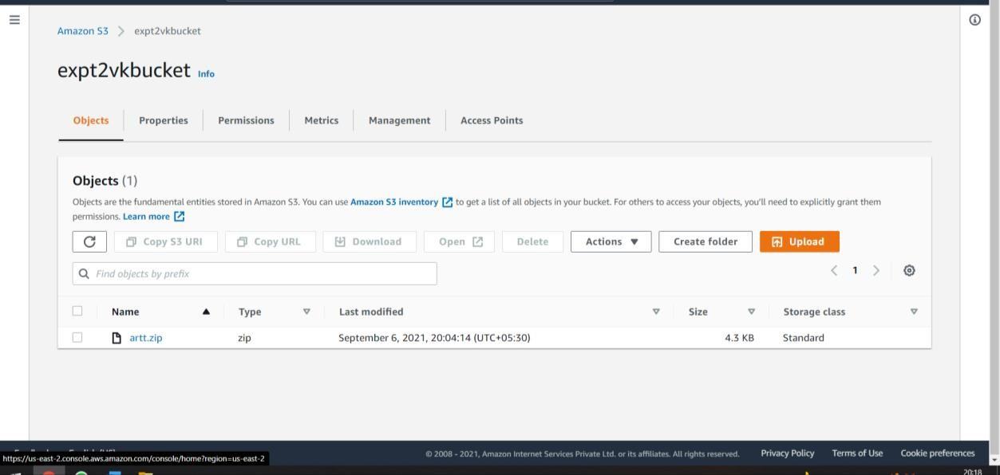 Amazon S3 > expt2vkbucket
expt2vkbucket Info
Objects Properties Permissions Metrics Management Access Points
Objects (1)
Objects are the fundamental entities stored in Amazon S3. You can use Amazon S3 inventory to get a list of all objects in your bucket. For others to access your objects, you'll need to explicitly grant them
permissions. Learn more
Copy S3 URI Copy URL Download Open Delete Actions Create folder Upload
Find objects by prefix 1
Name Type Last modified Size Storage class
artt.zip zip September 6, 2021, 20:04:14 (UTC+05:30) 4.3 KB Standard
© 2008 - 2021, Amazon Internet Services Private Ltd. or its affiliates. All rights reserved. Privacy Policy Terms of Use Cookie preferences
https://us-east-2.console.aws.amazon.com/console/home?region=us-east-2
20:18